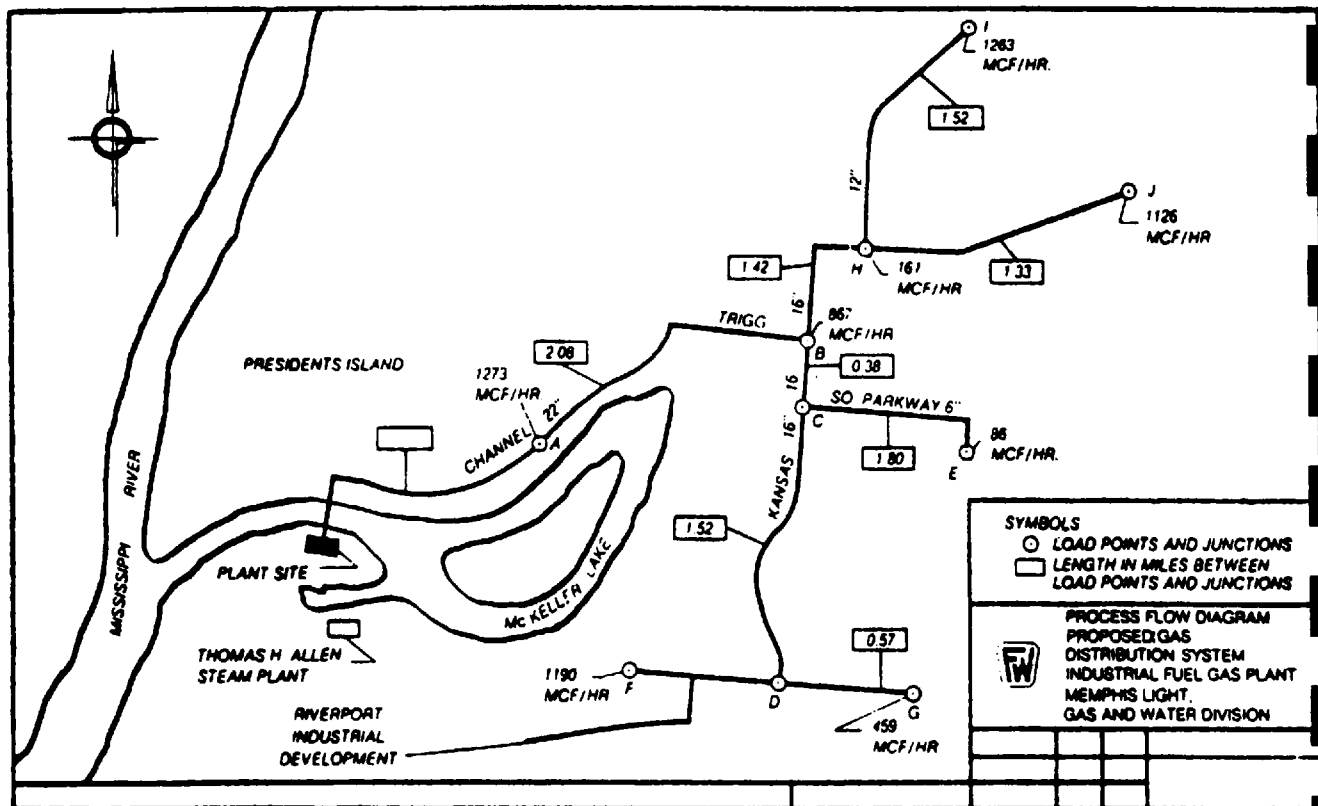 I
1263
MCF/HR.
1 52
12"
J
1126
MCF/HR
H
161
MCF/HR
1 33
1 42
16"
TRIGG
867
MCF/HR
B
0 38
16
PRESIDENTS ISLAND
2 08
1273
MCF/HR
22"
CHANNEL
A
SO PARKWAY 6"
C
16"
86
MCF/HR.
E
1 80
KANSAS
MISSISSIPPI RIVER
1 52
PLANT SITE
McKELLER LAKE
THOMAS H ALLEN
STEAM PLANT
1190
MCF/HR
F
D
0.57
G
459
MCF/HR
RIVERPORT
INDUSTRIAL
DEVELOPMENT
SYMBOLS
LOAD POINTS AND JUNCTIONS
LENGTH IN MILES BETWEEN
LOAD POINTS AND JUNCTIONS
FW
PROCESS FLOW DIAGRAM
PROPOSED GAS
DISTRIBUTION SYSTEM
INDUSTRIAL FUEL GAS PLANT
MEMPHIS LIGHT,
GAS AND WATER DIVISION